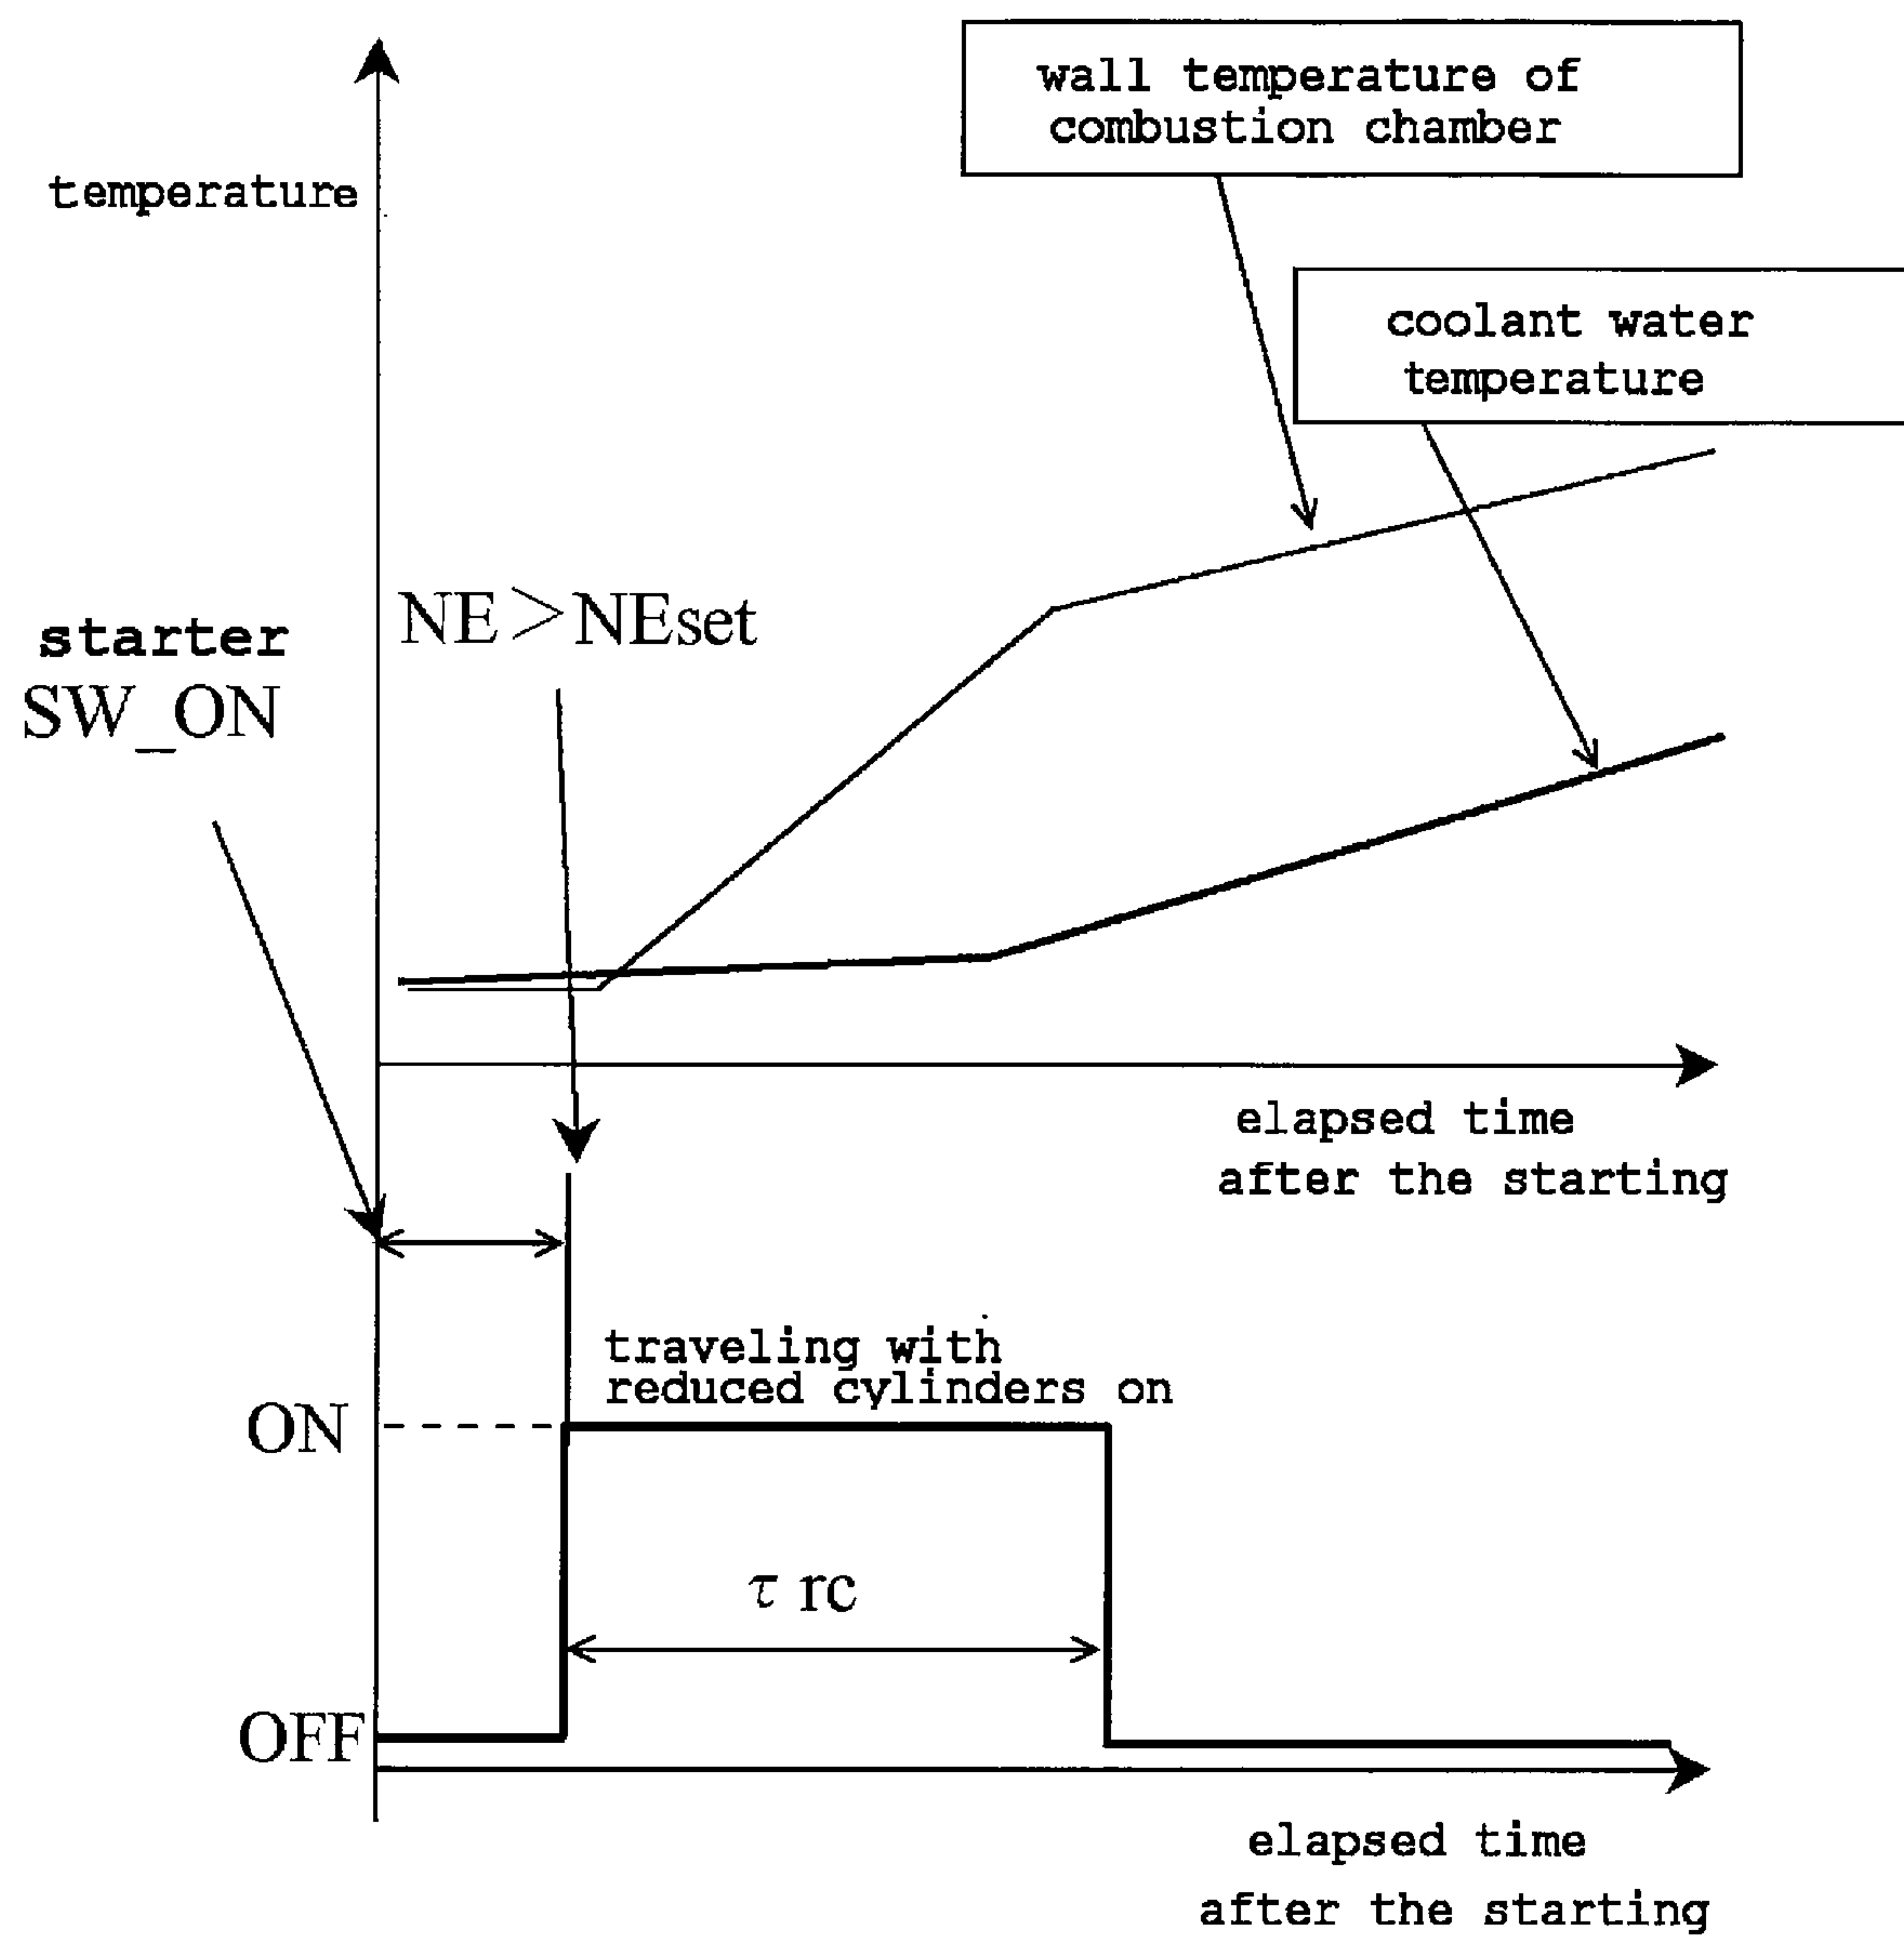 wall temperature of
combustion chamber
temperature
coolant water
temperature
NE>NEset
starter
SW_ON
elapsed time
after the starting
traveling with
reduced cylinders on
ON
τ rc
OFF
elapsed time
after the starting